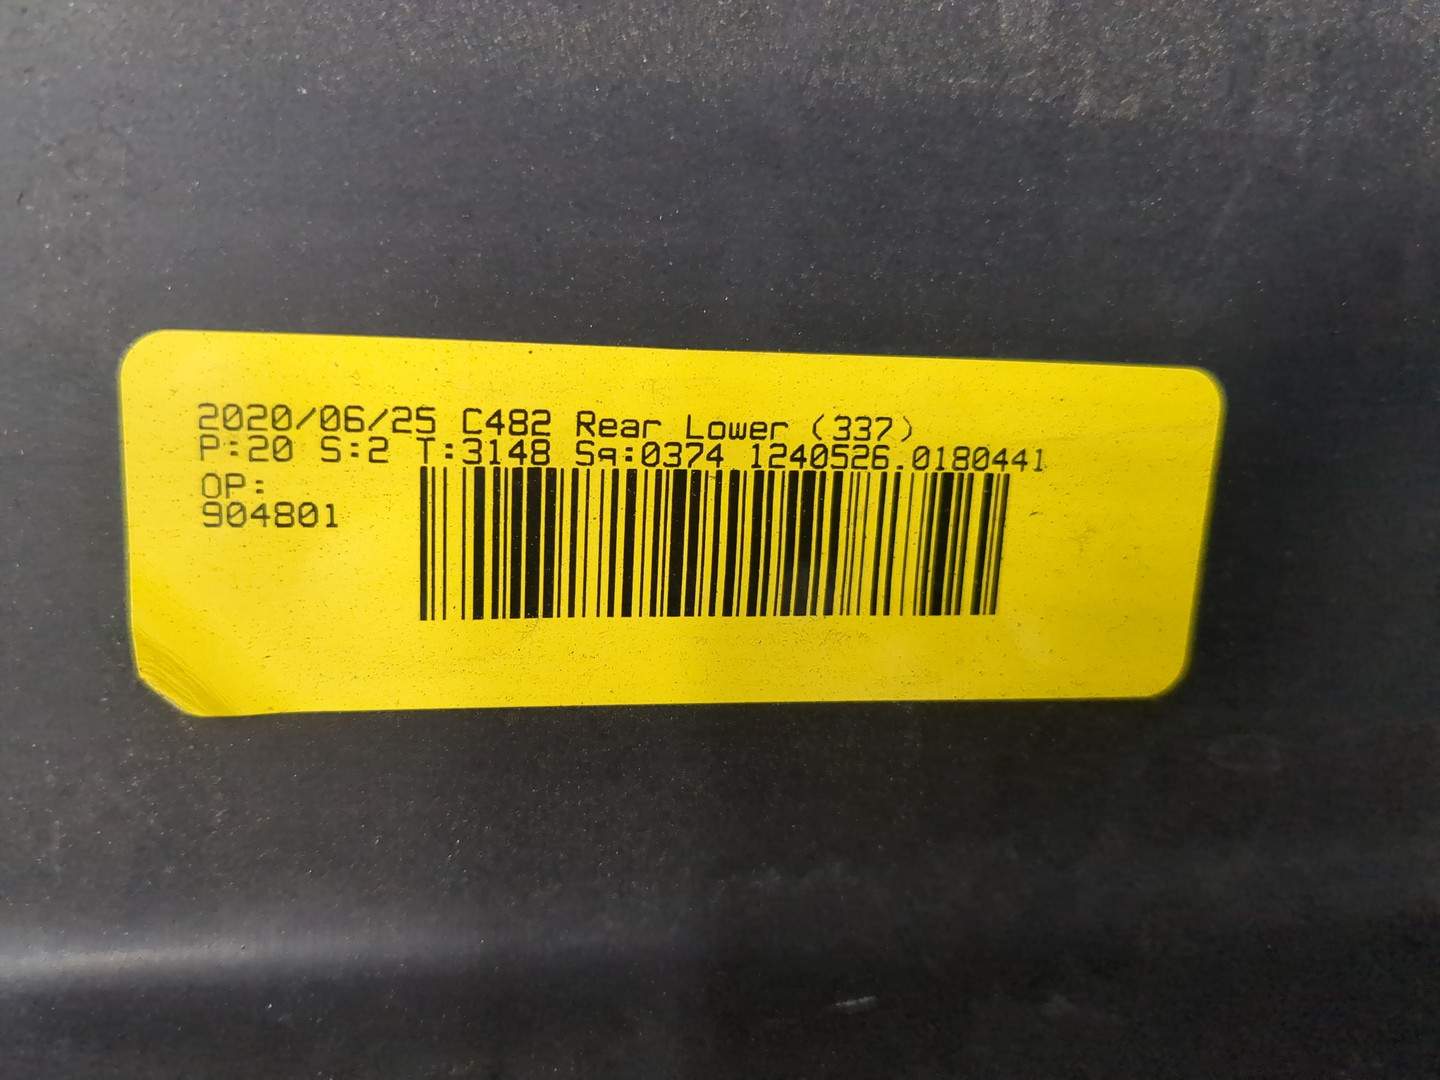 2020/06/25 C482 Rear Lower (337)
P:20 S:2 T:3148 Sq:0374 1240526.0180441
OP:
904801